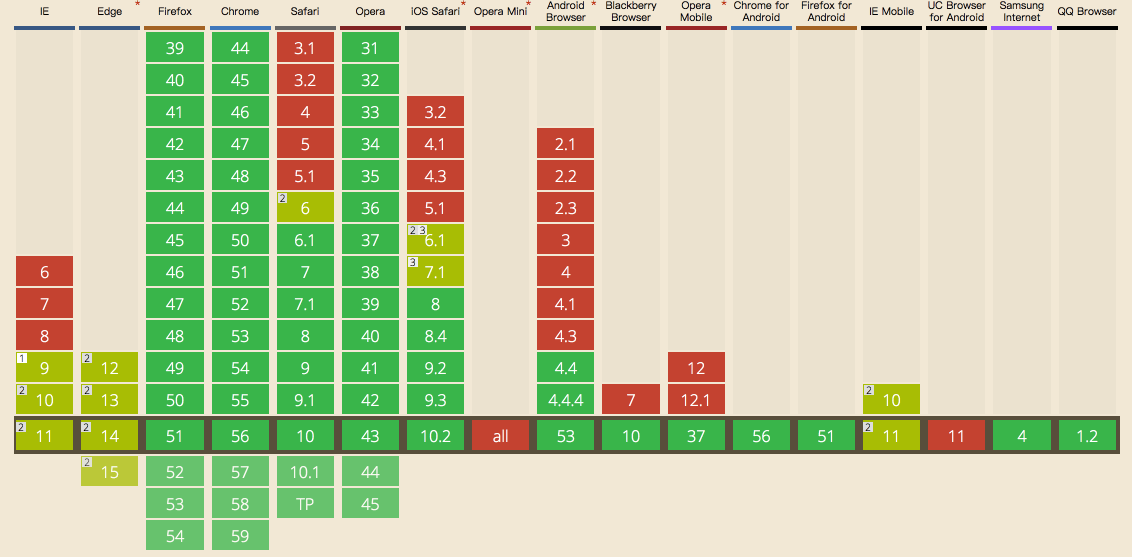 IE Edge * Firefox Chrome Safari Opera iOS Safari * Opera Mini * Android Browser * Blackberry Browser Opera Mobile * Chrome for Android Firefox for Android IE Mobile UC Browser for Android Samsung Internet QQ Browser
39 44 3.1 31
40 45 3.2 32
41 46 4 33 3.2
42 47 5 34 4.1 2.1
43 48 5.1 35 4.3 2.2
44 49 2 6 36 5.1 2.3
45 50 6.1 37 2 3 6.1 3
6 46 51 7 38 3 7.1 4
7 47 52 7.1 39 8 4.1
8 48 53 8 40 8.4 4.3
1 9 2 12 49 54 9 41 9.2 4.4 12
2 10 2 13 50 55 9.1 42 9.3 4.4.4 7 12.1 2 10
2 11 2 14 51 56 10 43 10.2 all 53 10 37 56 51 2 11 11 4 1.2
2 15 52 57 10.1 44
53 58 TP 45
54 59